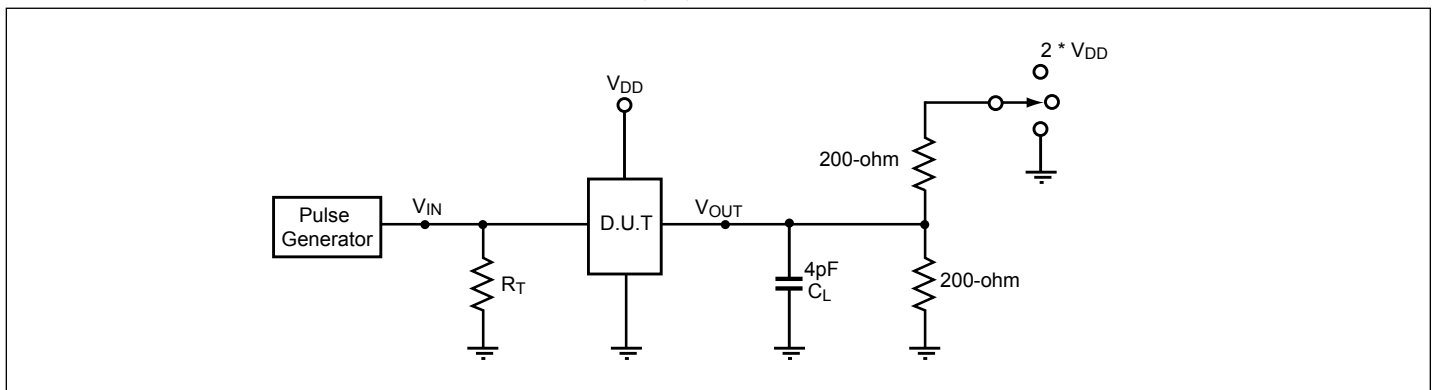 2 * VDD
VDD
200-ohm
Pulse
Generator
VIN
D.U.T
VOUT
4pF
CL
200-ohm
RT